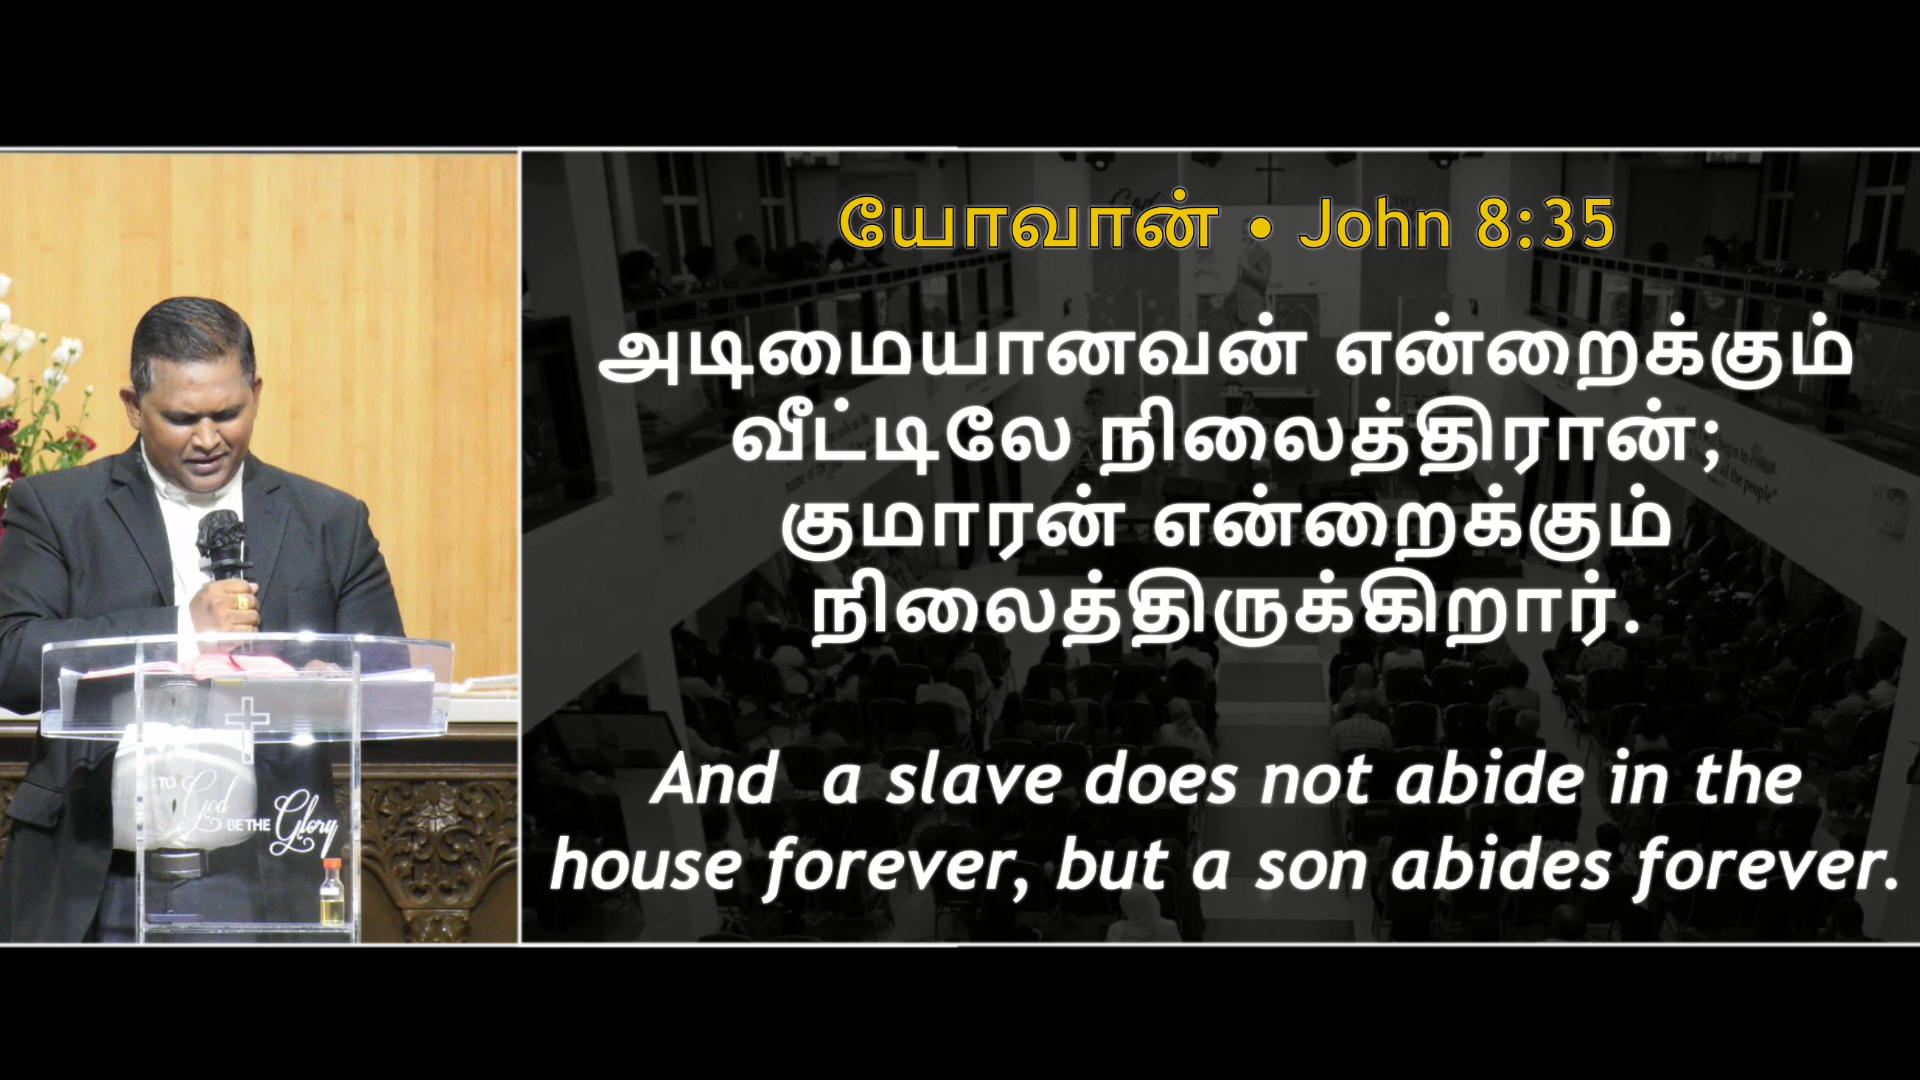 யோவான் • John 8:35
அடிமையானவன் என்றைக்கும்
வீட்டிலே நிலைத்திரான்;
குமாரன் என்றைக்கும்
நிலைத்திருக்கிறார்.
And  a slave does not abide in the
house forever, but a son abides forever.
TO God BE THE Glory